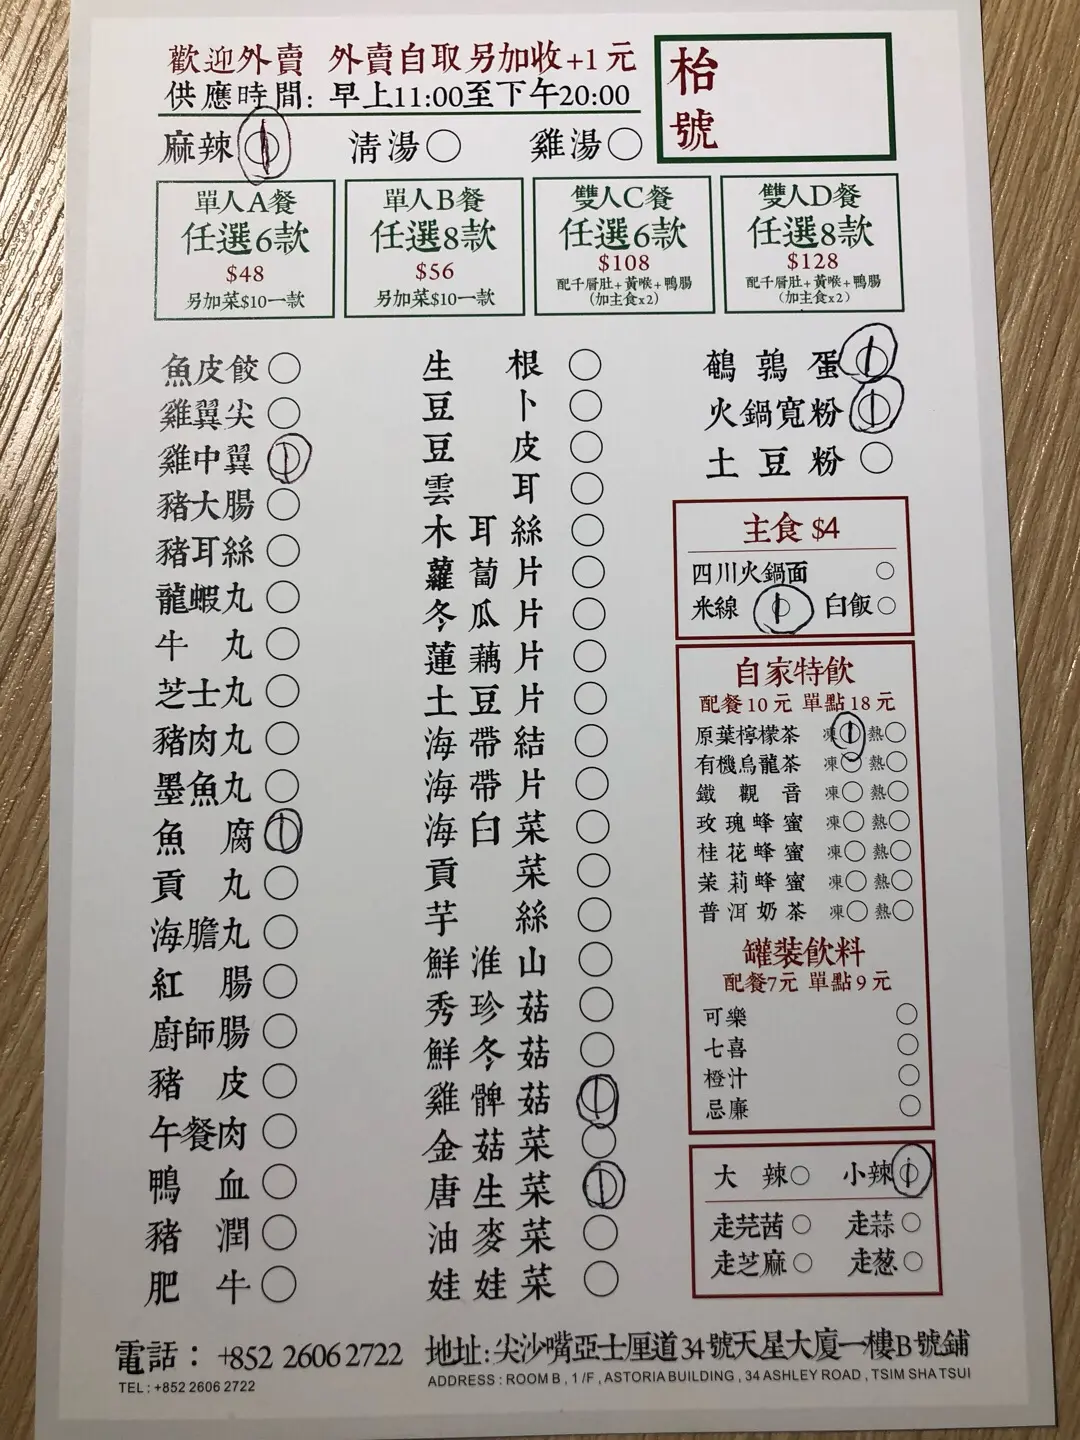 歡迎外賣 外賣自取另加收+1元
供應時間: 早上11:00至下午20:00
枱號
麻辣 清湯 雞湯
單人A餐
任選6款
$48
另加菜$10一款
單人B餐
任選8款
$56
另加菜$10一款
雙人C餐
任選6款
$108
配千層肚+黃喉+鴨腸
(加主食x2)
雙人D餐
任選8款
$128
配千層肚+黃喉+鴨腸
(加主食x2)
魚皮餃
雞翼尖
雞中翼
豬大腸
豬耳絲
龍蝦丸
牛丸
芝士丸
豬肉丸
墨魚丸
魚腐
貢丸
海膽丸
紅腸
廚師腸
豬皮
午餐肉
鴨血
豬潤
肥牛
生根
豆卜
豆皮
雲耳
木耳絲
蘿蔔片
冬瓜片
蓮藕片
土豆片
海帶結
海帶片
海白菜
貢菜
芋絲
鮮淮山
秀珍菇
鮮冬菇
雞髀菇
金菇菜
唐生菜
油麥菜
娃娃菜
鵪鶉蛋
火鍋寬粉
土豆粉
主食 $4
四川火鍋面
米線 白飯
自家特飲
配餐10元 單點18元
原葉檸檬茶 凍 熱
有機烏龍茶 凍 熱
鐵觀音 凍 熱
玫瑰蜂蜜 凍 熱
桂花蜂蜜 凍 熱
茉莉蜂蜜 凍 熱
普洱奶茶 凍 熱
罐裝飲料
配餐7元 單點9元
可樂
七喜
橙汁
忌廉
大辣 小辣
走芫茜 走蒜
走芝麻 走葱
電話：+852 2606 2722
TEL : +852 2606 2722
地址:尖沙嘴亞士厘道34號天星大廈一樓B號鋪
ADDRESS : ROOM B , 1 /F , ASTORIA BUILDING , 34 ASHLEY ROAD , TSIM SHA TSUI